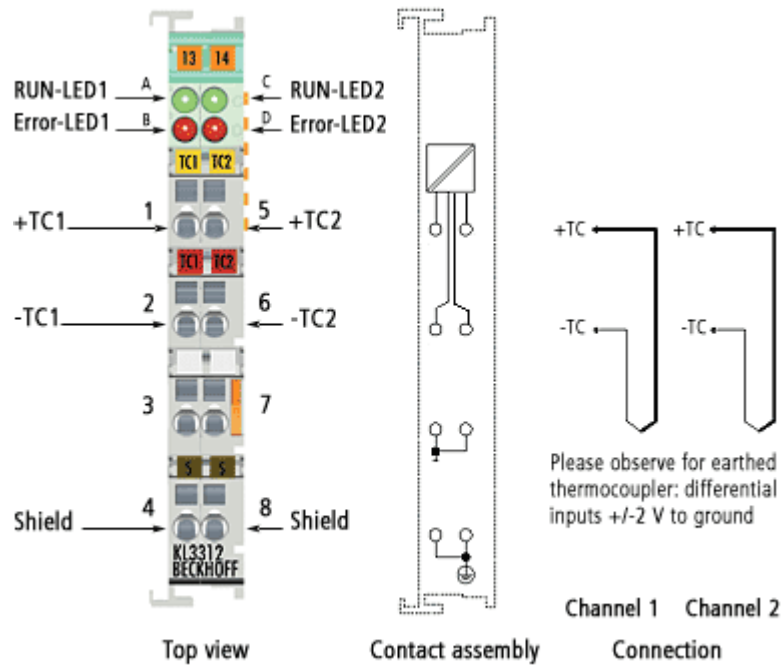 13 14
RUN-LED1 A C RUN-LED2
Error-LED1 B D Error-LED2
TC1 TC2
+TC1 1 5 +TC2
TC1 TC2
-TC1 2 6 -TC2
3 7
S S
Shield 4 8 Shield
KL3312
BECKHOFF
Top view
Contact assembly
+TC +TC
-TC -TC
Please observe for earthed
thermocoupler: differential
inputs +/-2 V to ground
Channel 1 Channel 2
Connection